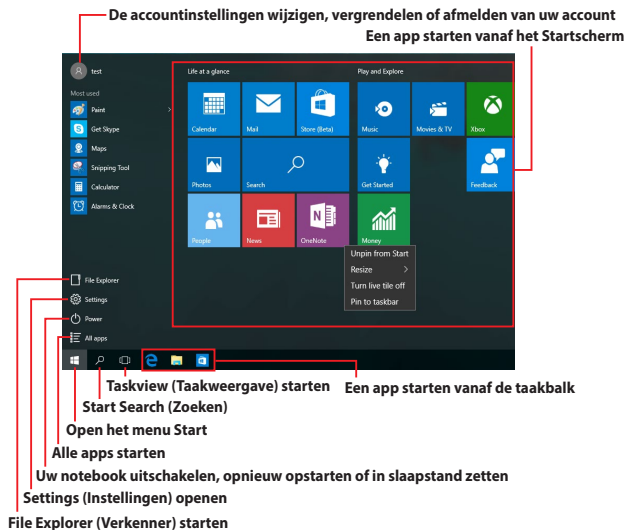 De accountinstellingen wijzigen, vergrendelen of afmelden van uw account
Een app starten vanaf het Startscherm
test
Most used
Paint
Get Skype
Maps
Snipping Tool
Calculator
Alarms & Clock
File Explorer
Settings
Power
All apps
Life at a glance
Calendar
Mail
Store (Beta)
Photos
Search
People
News
OneNote
Play and Explore
Music
Movies & TV
Xbox
Get Started
Feedback
Money
Unpin from Start
Resize
Turn live tile off
Pin to taskbar
Taskview (Taakweergave) starten
Een app starten vanaf de taakbalk
Start Search (Zoeken)
Open het menu Start
Alle apps starten
Uw notebook uitschakelen, opnieuw opstarten of in slaapstand zetten
Settings (Instellingen) openen
File Explorer (Verkenner) starten